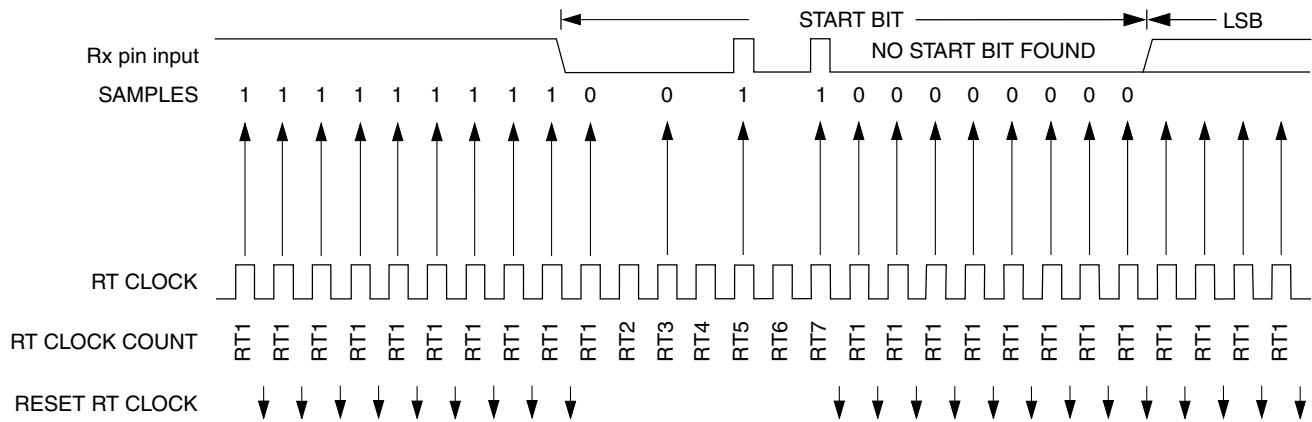 START BIT LSB
Rx pin input NO START BIT FOUND
SAMPLES 1 1 1 1 1 1 1 1 1 0 0 1 1 0 0 0 0 0 0 0 0
RT CLOCK
RT CLOCK COUNT RT1 RT1 RT1 RT1 RT1 RT1 RT1 RT1 RT1 RT1 RT2 RT3 RT4 RT5 RT6 RT7 RT1 RT1 RT1 RT1 RT1 RT1 RT1 RT1 RT1 RT1 RT1 RT1
RESET RT CLOCK